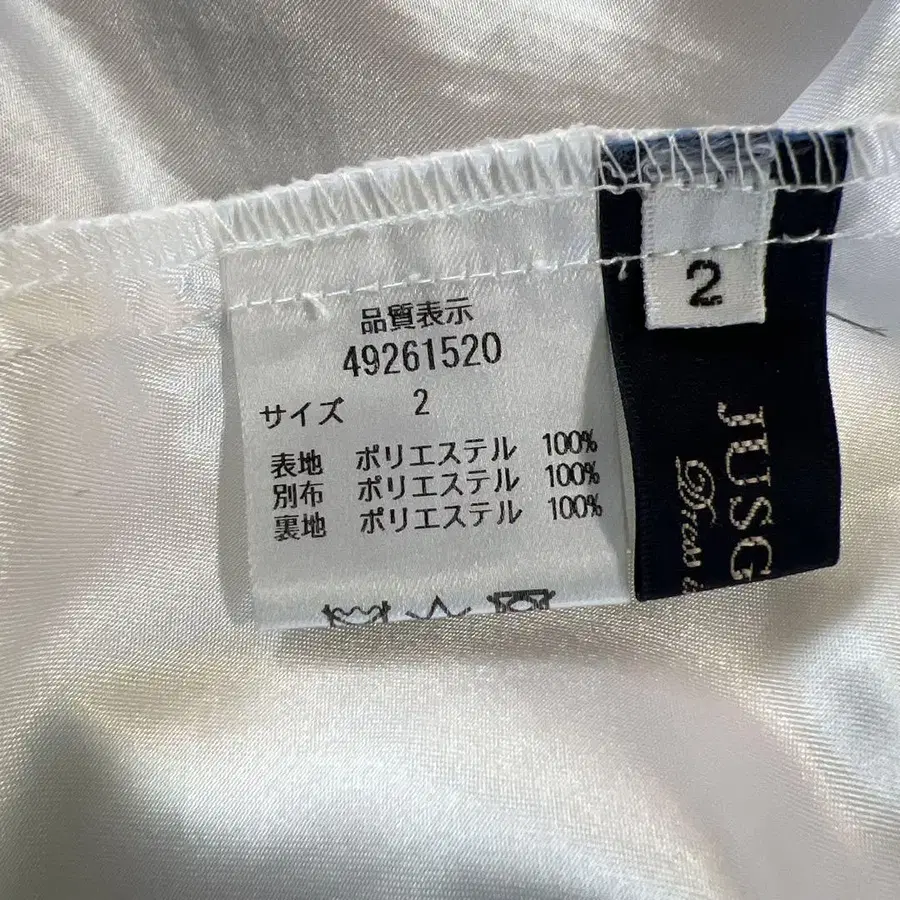 品質表示
49261520
サイズ 2
表地 ポリエステル 100%
別布 ポリエステル 100%
裏地 ポリエステル 100%
2
JUSG
Dress